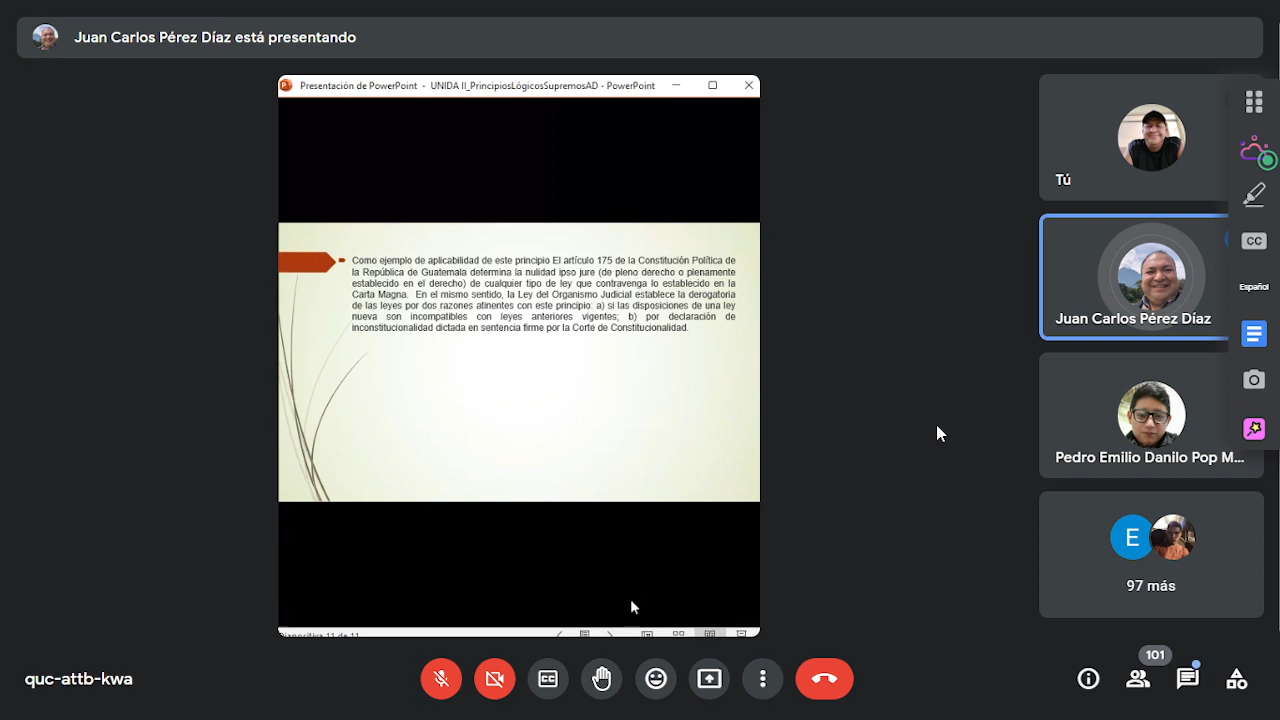 Juan Carlos Pérez Díaz está presentando
Presentación de PowerPoint - UNIDA II_PrincipiosLógicosSupremosAD - PowerPoint
Como ejemplo de aplicabilidad de este principio El artículo 175 de la Constitución Política de
la República de Guatemala determina la nulidad ipso jure (de pleno derecho o plenamente
establecido en el derecho) de cualquier tipo de ley que contravenga lo establecido en la
Carta Magna. En el mismo sentido, la Ley del Organismo Judicial establece la derogatoria
de las leyes por dos razones atinentes con este principio: a) si las disposiciones de una ley
nueva son incompatibles con leyes anteriores vigentes; b) por declaración de
inconstitucionalidad dictada en sentencia firme por la Corte de Constitucionalidad.
Diapositiva 11 de 11
Tú
Juan Carlos Pérez Díaz
Pedro Emilio Danilo Pop M...
E
97 más
CC
Español
quc-attb-kwa
CC
101